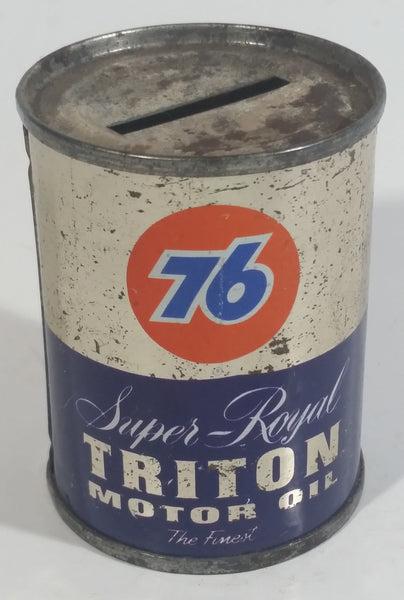 76
Super-Royal
TRITON
MOTOR OIL
The Finest